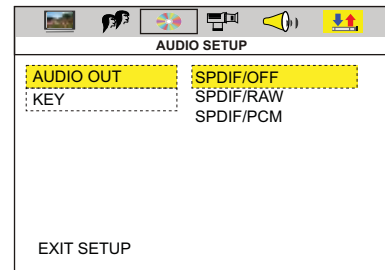 AUDIO SETUP
AUDIO OUT
SPDIF/OFF
KEY
SPDIF/RAW
SPDIF/PCM
EXIT SETUP